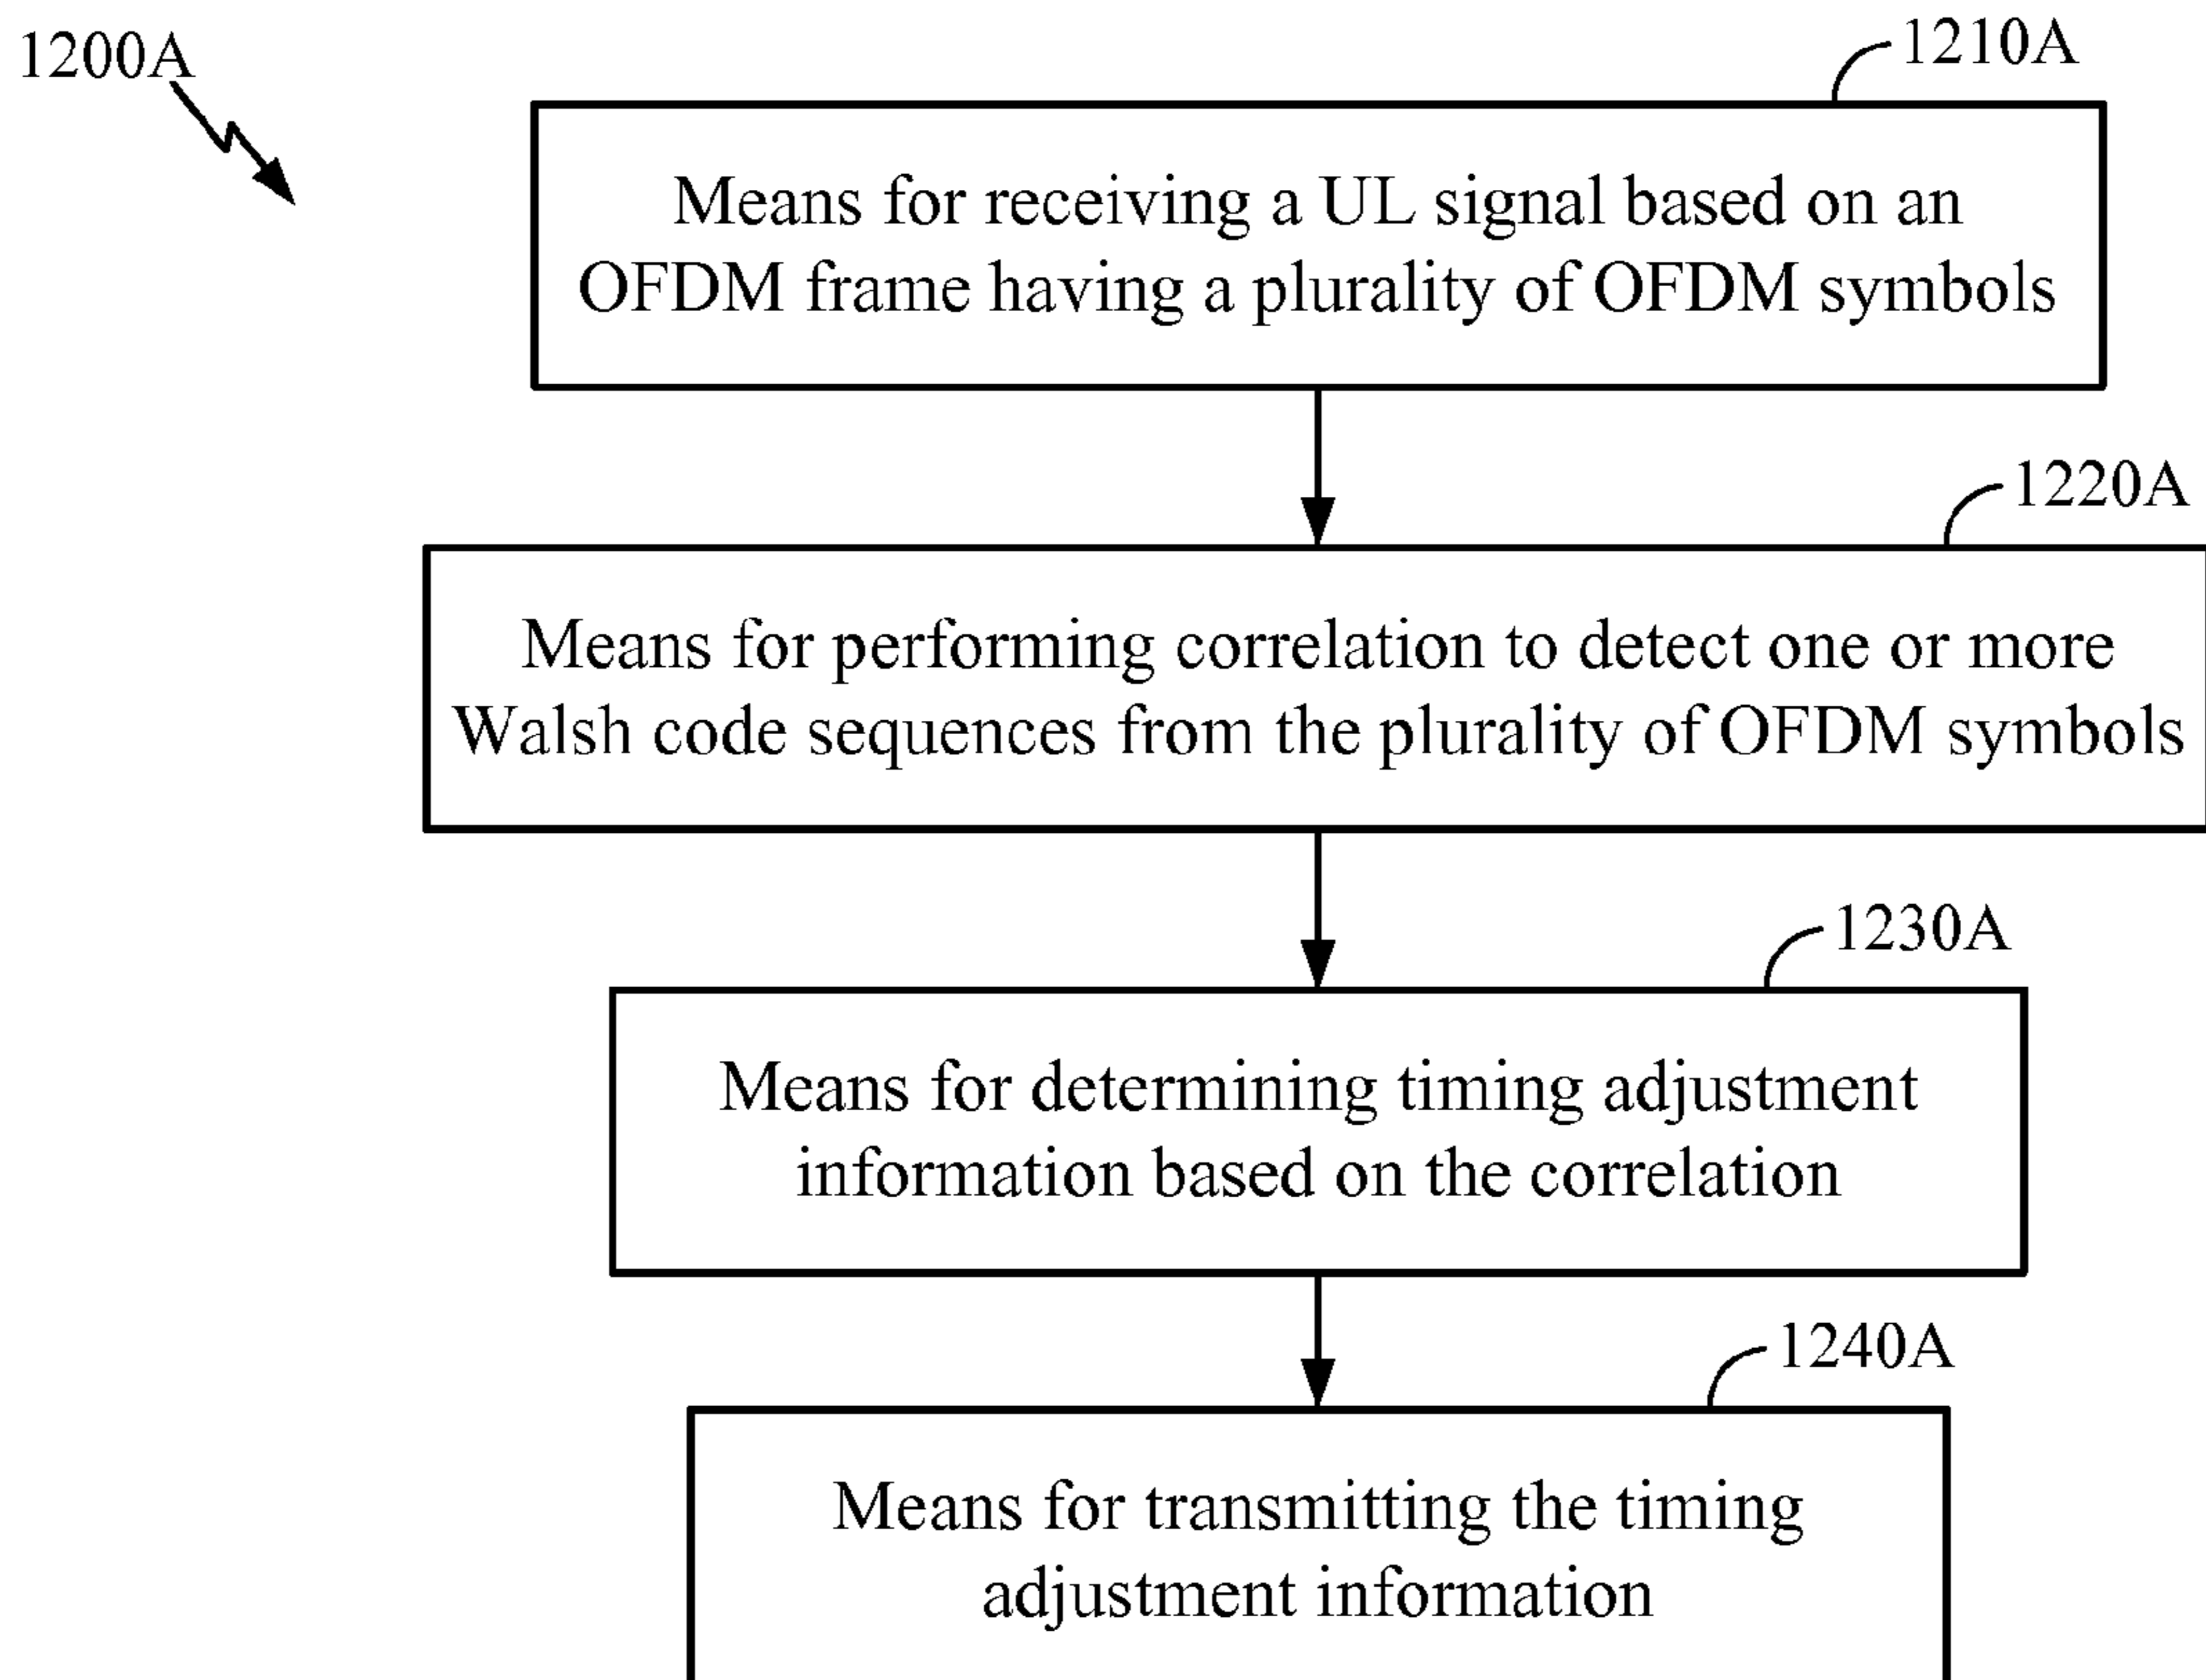 1200A
1210A
Means for receiving a UL signal based on an
OFDM frame having a plurality of OFDM symbols
1220A
Means for performing correlation to detect one or more
Walsh code sequences from the plurality of OFDM symbols
1230A
Means for determining timing adjustment
information based on the correlation
1240A
Means for transmitting the timing
adjustment information